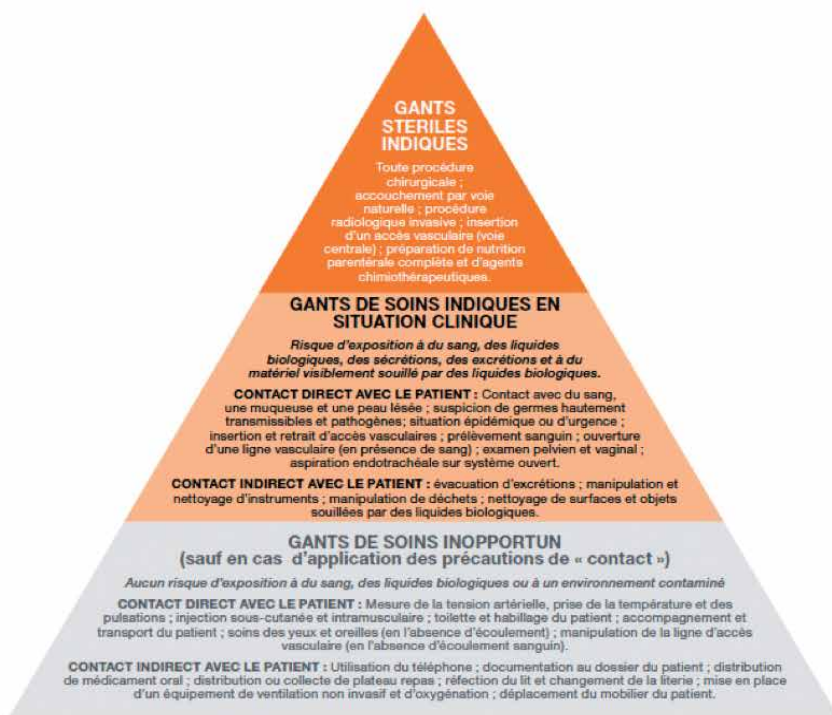 GANTS
STERILES
INDIQUES
Toute procédure
chirurgicale ;
accouchement par voie
naturelle ; procédure
radiologique invasive ; insertion
d'un accès vasculaire (voie
centrale) ; préparation de nutrition
parentérale complète et d'agents
chimiothérapeutiques.
GANTS DE SOINS INDIQUES EN
SITUATION CLINIQUE
Risque d'exposition à du sang, des liquides
biologiques, des sécrétions, des excrétions et à du
matériel visiblement souillé par des liquides biologiques.
CONTACT DIRECT AVEC LE PATIENT : Contact avec du sang,
une muqueuse et une peau lésée ; suspicion de germes hautement
transmissibles et pathogènes; situation épidémique ou d'urgence ;
insertion et retrait d'accès vasculaires ; prélèvement sanguin ; ouverture
d'une ligne vasculaire (en présence de sang) ; examen pelvien et vaginal ;
aspiration endotrachéale sur système ouvert.
CONTACT INDIRECT AVEC LE PATIENT : évacuation d'excrétions ; manipulation et
nettoyage d'instruments ; manipulation de déchets ; nettoyage de surfaces et objets
souillées par des liquides biologiques.
GANTS DE SOINS INOPPORTUN
(sauf en cas d'application des précautions de « contact »)
Aucun risque d'exposition à du sang, des liquides biologiques ou à un environnement contaminé
CONTACT DIRECT AVEC LE PATIENT : Mesure de la tension artérielle, prise de la température et des
pulsations ; injection sous-cutanée et intramusculaire ; toilette et habillage du patient ; accompagnement et
transport du patient ; soins des yeux et oreilles (en l'absence d'écoulement) ; manipulation de la ligne d'accès
vasculaire (en l'absence d'écoulement sanguin).
CONTACT INDIRECT AVEC LE PATIENT : Utilisation du téléphone ; documentation au dossier du patient ; distribution
de médicament oral ; distribution ou collecte de plateau repas ; réfection du lit et changement de la literie ; mise en place
d'un équipement de ventilation non invasif et d'oxygénation ; déplacement du mobilier du patient.